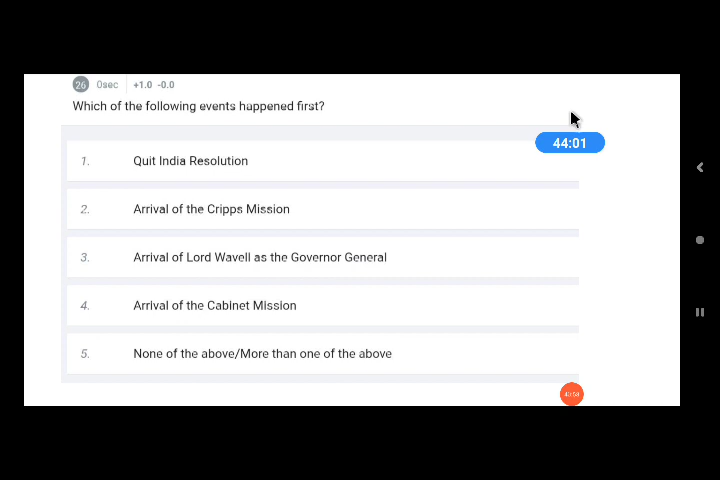 26 0sec +1.0 -0.0
Which of the following events happened first?
44:01
1. Quit India Resolution
2. Arrival of the Cripps Mission
3. Arrival of Lord Wavell as the Governor General
4. Arrival of the Cabinet Mission
5. None of the above/More than one of the above